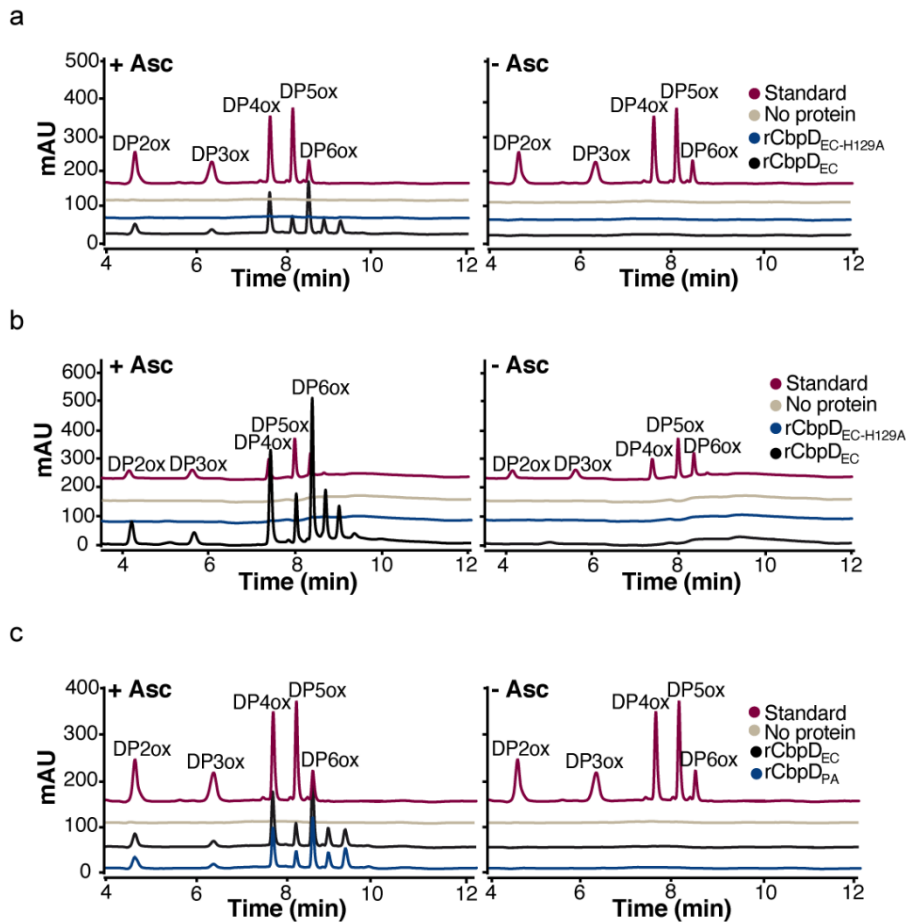 a
+ Asc
- Asc
500
400
300
200
100
0
mAU
DP2ox
DP3ox
DP4ox
DP5ox
DP6ox
4
6
8
10
12
Time (min)
DP2ox
DP3ox
DP4ox
DP5ox
DP6ox
Standard
No protein
rCbpDEC-H129A
rCbpDEC
4
6
8
10
12
Time (min)
b
+ Asc
- Asc
600
500
400
300
200
100
0
mAU
DP2ox
DP3ox
DP4ox
DP5ox
DP6ox
4
6
8
10
12
Time (min)
DP2ox
DP3ox
DP4ox
DP5ox
DP6ox
Standard
No protein
rCbpDEC-H129A
rCbpDEC
4
6
8
10
12
Time (min)
c
+ Asc
- Asc
400
300
200
100
0
mAU
DP2ox
DP3ox
DP4ox
DP5ox
DP6ox
4
6
8
10
12
Time (min)
DP2ox
DP3ox
DP4ox
DP5ox
DP6ox
Standard
No protein
rCbpDEC
rCbpDPA
4
6
8
10
12
Time (min)